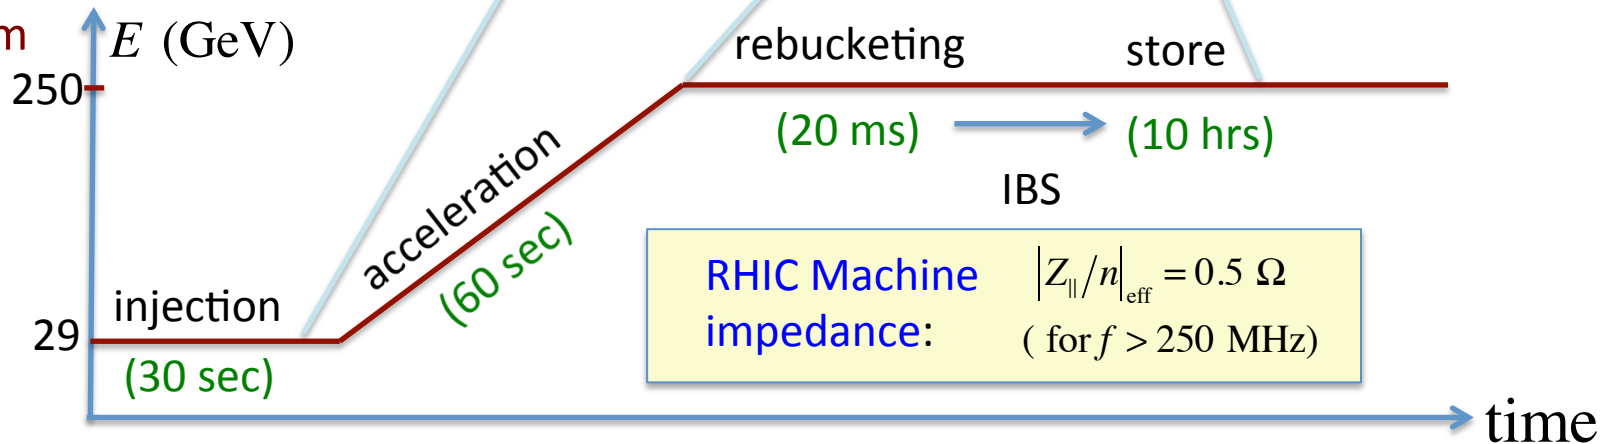 m
E (GeV)
250
rebucketing
store
(20 ms)
(10 hrs)
acceleration
(60 sec)
IBS
RHIC Machine
impedance:
|Z||/n|eff = 0.5 Ω
( for f > 250 MHz)
injection
29
(30 sec)
time